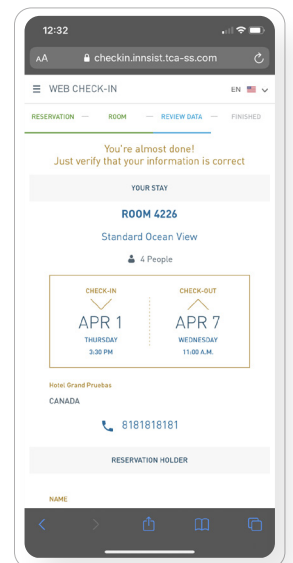 12:32
AA checkin.innsist.tca-ss.com
WEB CHECK-IN EN
RESERVATION — ROOM — REVIEW DATA — FINISHED
You're almost done!
Just verify that your information is correct
YOUR STAY
ROOM 4226
Standard Ocean View
4 People
CHECK-IN CHECK-OUT
APR 1 APR 7
THURSDAY WEDNESDAY
3:30 PM 11:00 A.M.
Hotel Grand Pruebas
CANADA
8181818181
RESERVATION HOLDER
NAME